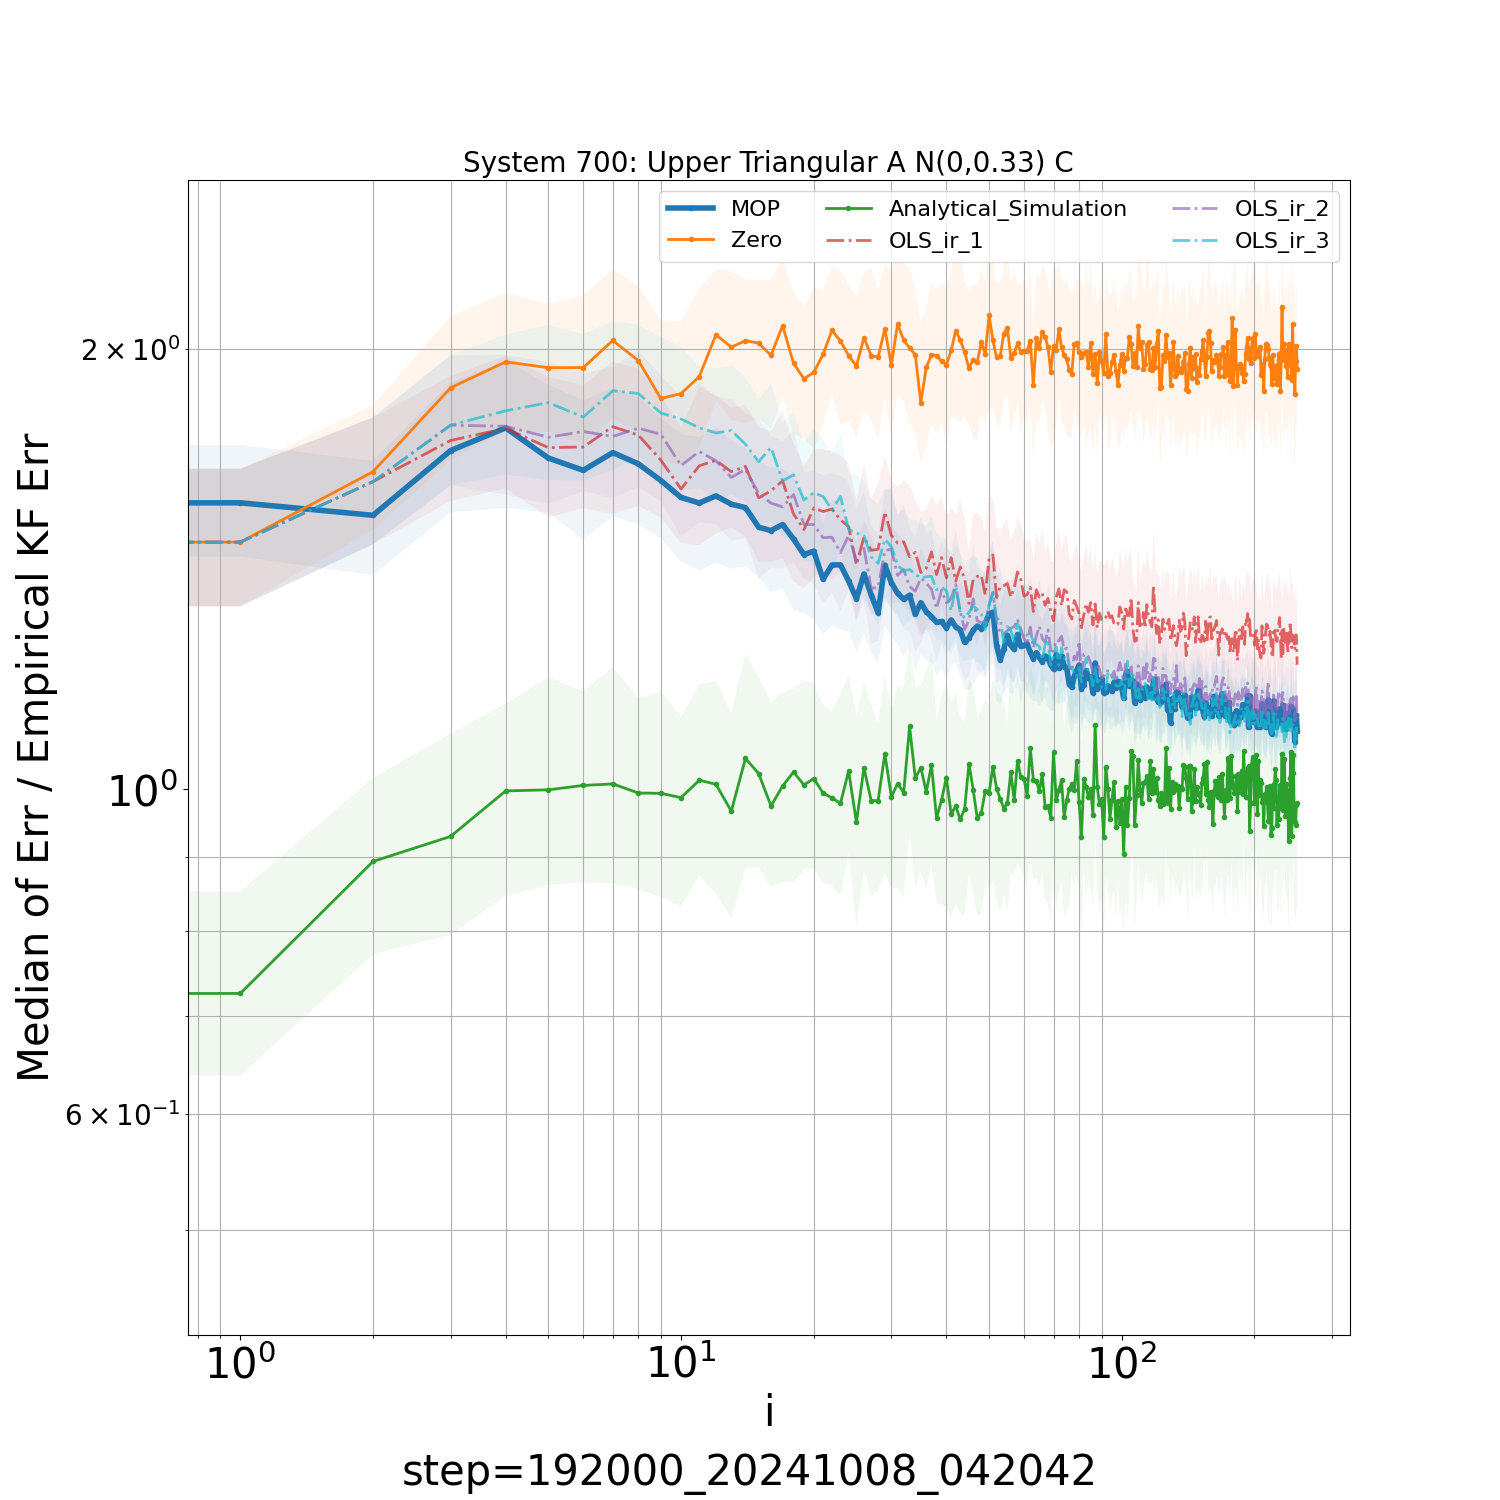 System 700: Upper Triangular A N(0,0.33) C
MOP
Zero
Analytical_Simulation
OLS_ir_1
OLS_ir_2
OLS_ir_3
Median of Err / Empirical KF Err
2 × 10⁰
10⁰
6 × 10⁻¹
10⁰ 10¹ 10²
i
step=192000_20241008_042042